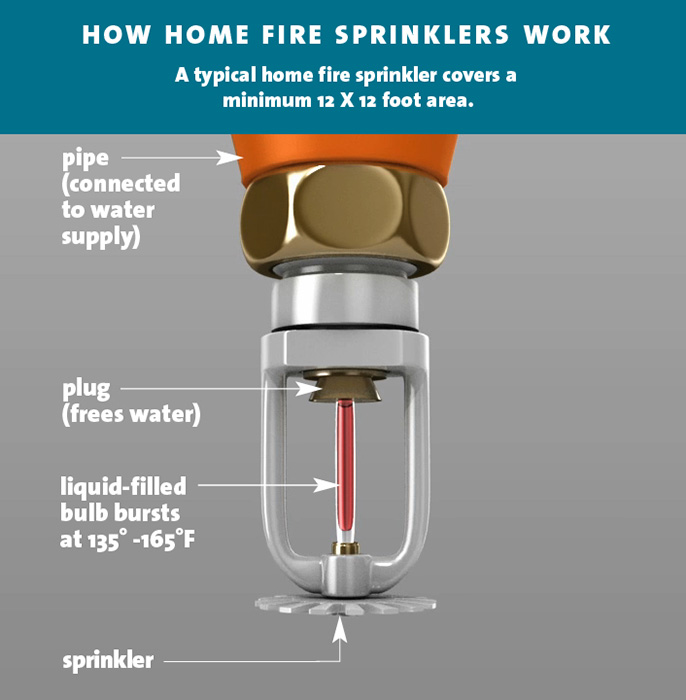 HOW HOME FIRE SPRINKLERS WORK
A typical home fire sprinkler covers a
minimum 12 X 12 foot area.
pipe
(connected
to water
supply)
plug
(frees water)
liquid-filled
bulb bursts
at 135° -165°F
sprinkler